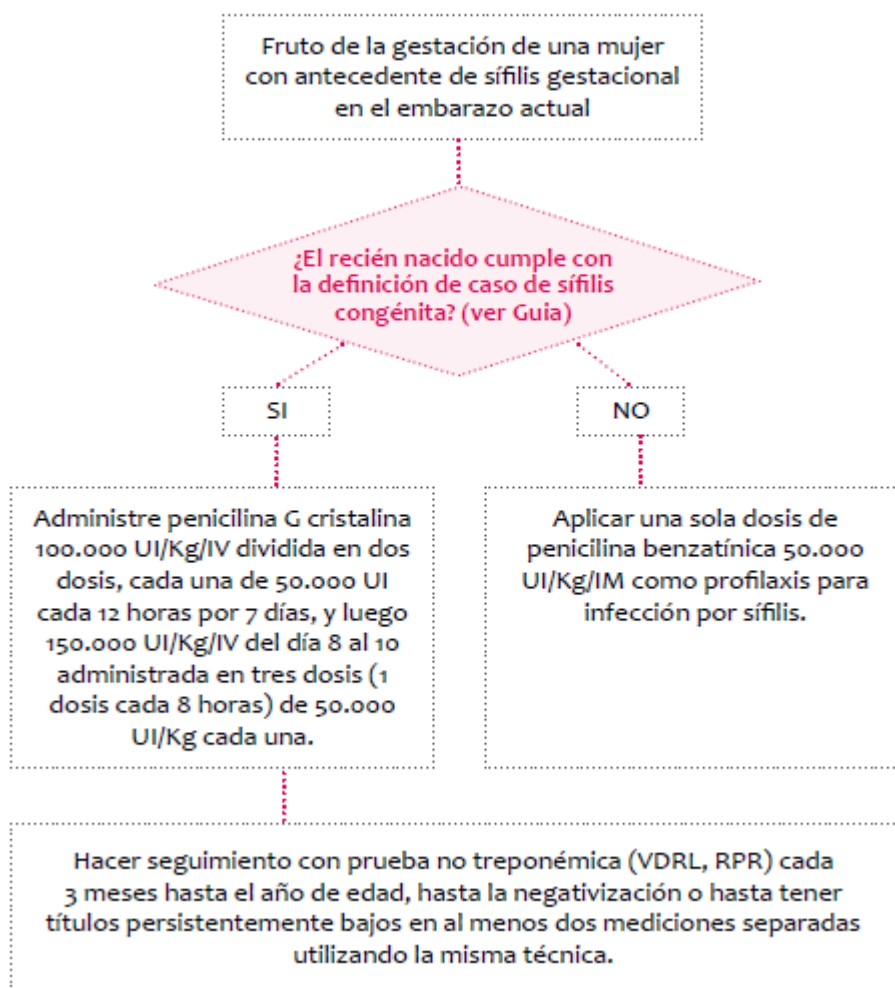 Fruto de la gestación de una mujer
con antecedente de sífilis gestacional
en el embarazo actual
¿El recién nacido cumple con
la definición de caso de sífilis
congénita? (ver Guia)
SI
NO
Administre penicilina G cristalina
100.000 UI/Kg/IV dividida en dos
dosis, cada una de 50.000 UI
cada 12 horas por 7 días, y luego
150.000 UI/Kg/IV del día 8 al 10
administrada en tres dosis (1
dosis cada 8 horas) de 50.000
UI/Kg cada una.
Aplicar una sola dosis de
penicilina benzatínica 50.000
UI/Kg/IM como profilaxis para
infección por sífilis.
Hacer seguimiento con prueba no treponémica (VDRL, RPR) cada
3 meses hasta el año de edad, hasta la negativización o hasta tener
títulos persistentemente bajos en al menos dos mediciones separadas
utilizando la misma técnica.